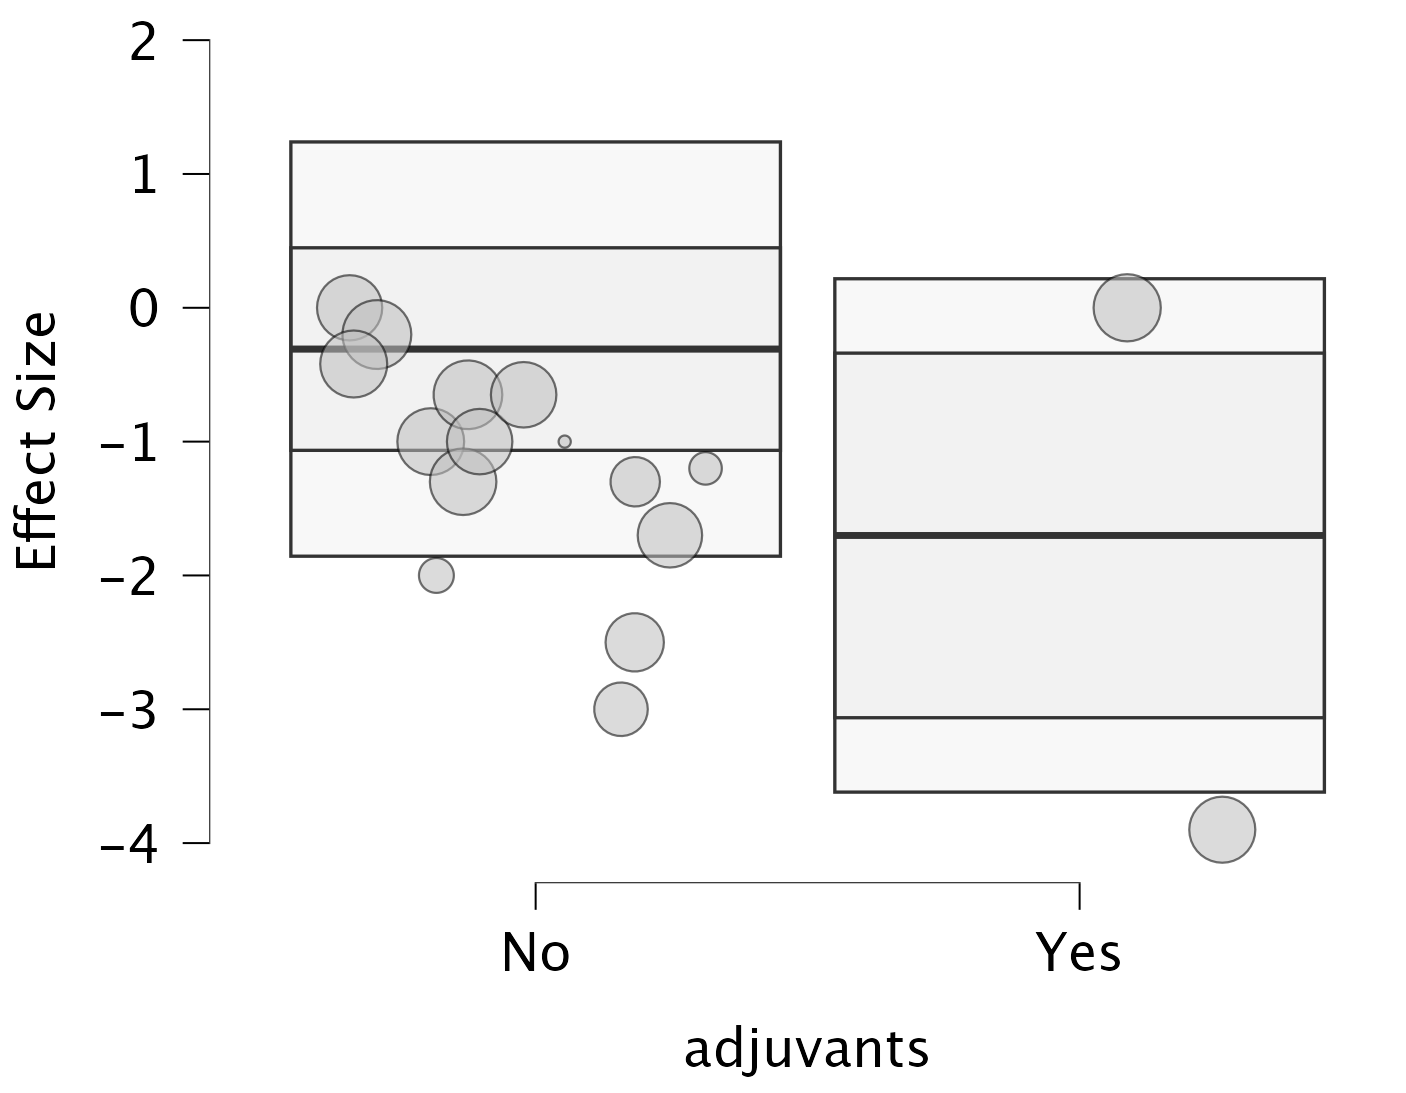 Effect Size
2
1
0
−1
−2
−3
−4
No
Yes
adjuvants